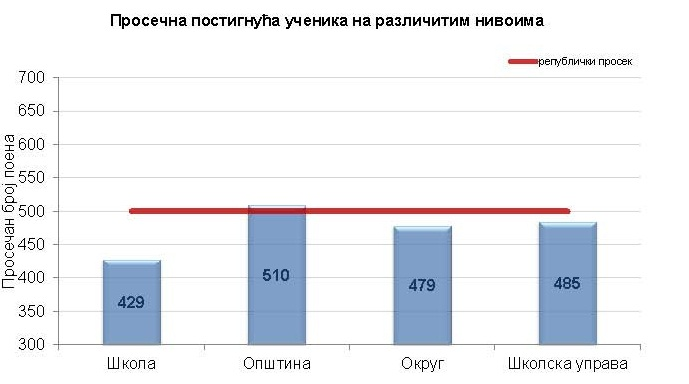 Просечна постигнућа ученика на различитим нивоима
републички просек
Просечан број поена
700
650
600
550
500
450
400
350
300
429
510
479
485
Школа
Општина
Округ
Школска управа